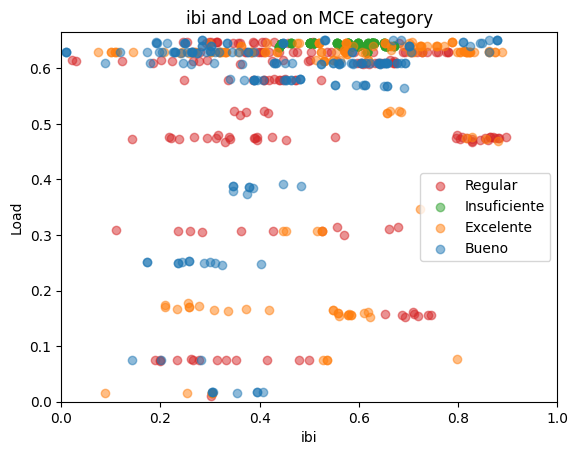 ibi and Load on MCE category
Load
0.6
0.5
0.4
0.3
0.2
0.1
0.0
Regular
Insuficiente
Excelente
Bueno
0.0 0.2 0.4 0.6 0.8 1.0
ibi